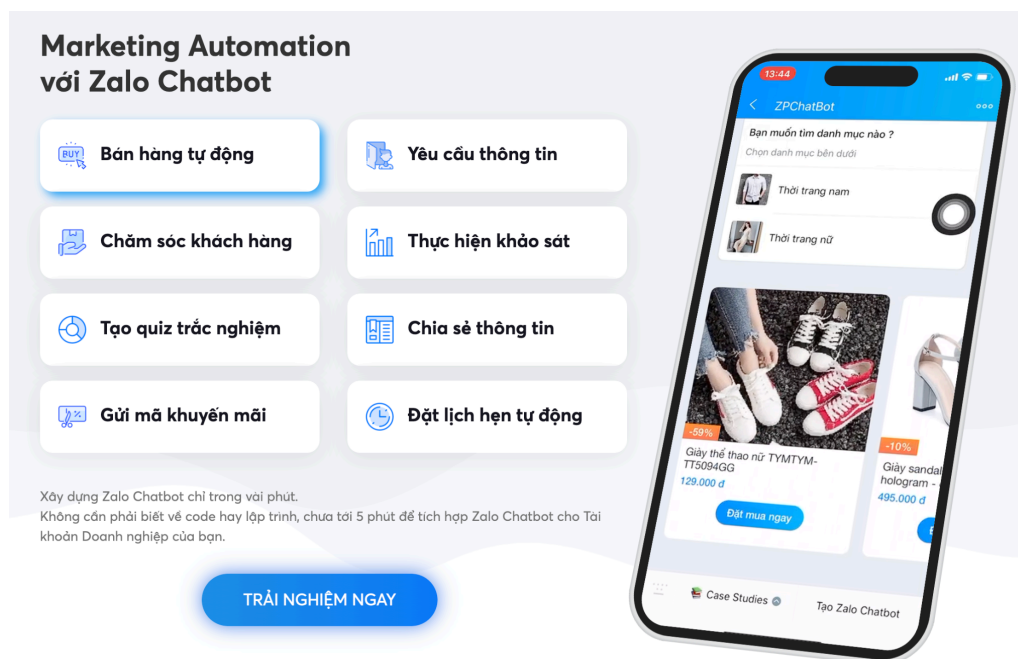 Marketing Automation
với Zalo Chatbot
BUY
Bán hàng tự động
Yêu cầu thông tin
Chăm sóc khách hàng
Thực hiện khảo sát
Tạo quiz trắc nghiệm
Chia sẻ thông tin
Gửi mã khuyến mãi
Đặt lịch hẹn tự động
Xây dựng Zalo Chatbot chỉ trong vài phút.
Không cần phải biết về code hay lập trình, chưa tới 5 phút để tích hợp Zalo Chatbot cho Tài
khoản Doanh nghiệp của bạn.
TRẢI NGHIỆM NGAY
13:44
ZPChatBot
Bạn muốn tìm danh mục nào ?
Chọn danh mục bên dưới
Thời trang nam
Thời trang nữ
-59%
Giày thể thao nữ TYMTYM-
TT5094GG
129.000 đ
Đặt mua ngay
-10%
Giày sandal
hologram -
495.000 đ
Case Studies
Tạo Zalo Chatbot